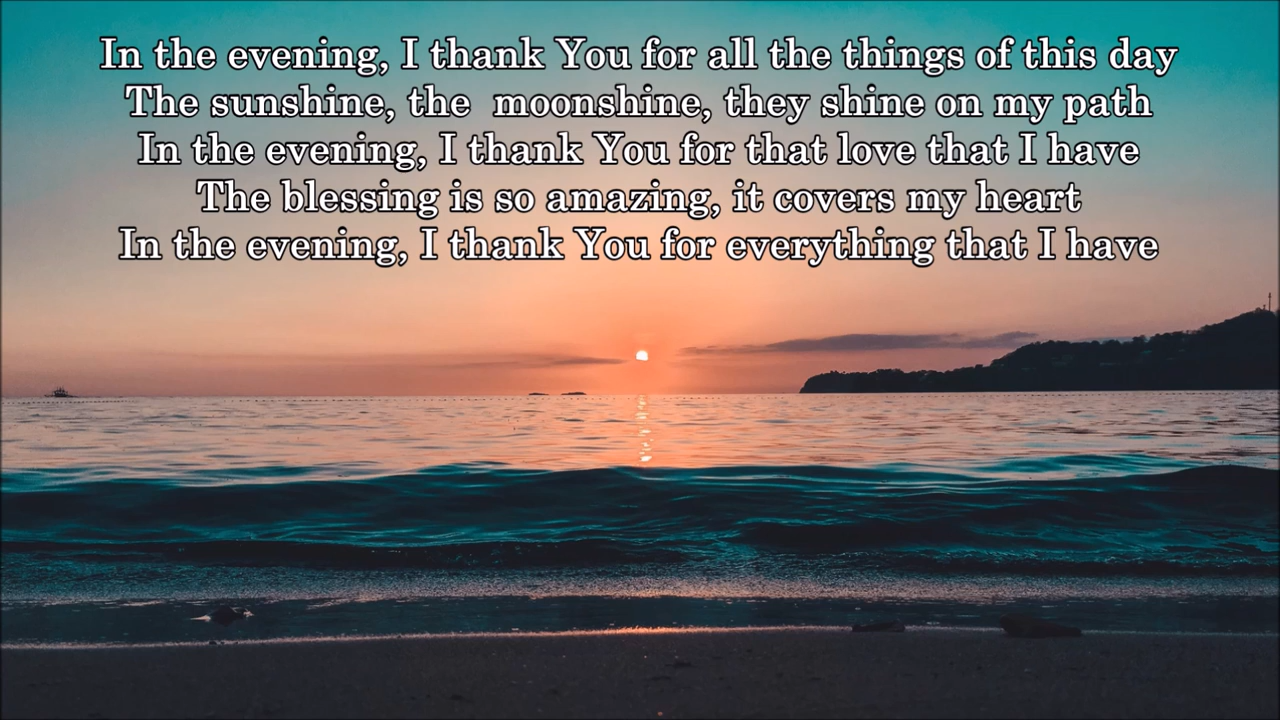 In the evening, I thank You for all the things of this day
The sunshine, the  moonshine, they shine on my path
In the evening, I thank You for that love that I have
The blessing is so amazing, it covers my heart
In the evening, I thank You for everything that I have